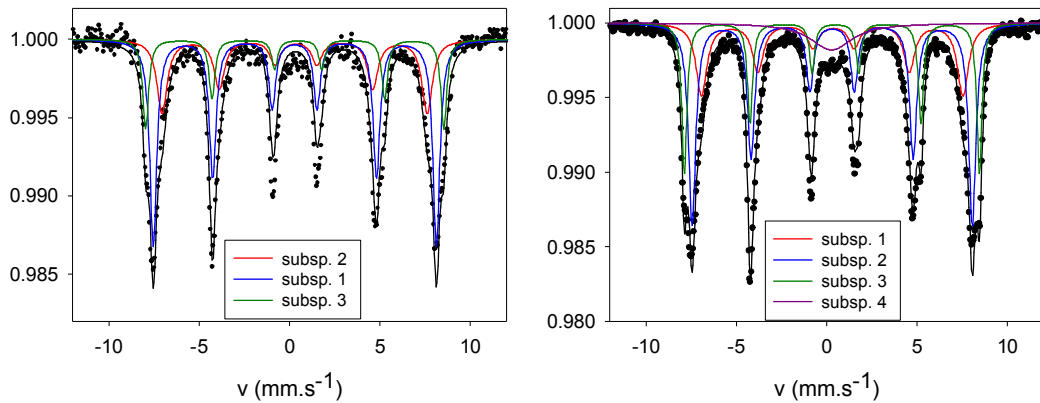 1.000
0.995
0.990
0.985
subsp. 2
subsp. 1
subsp. 3
-10 -5 0 5 10
v (mm.s-1)
1.000
0.995
0.990
0.985
0.980
subsp. 1
subsp. 2
subsp. 3
subsp. 4
-10 -5 0 5 10
v (mm.s-1)